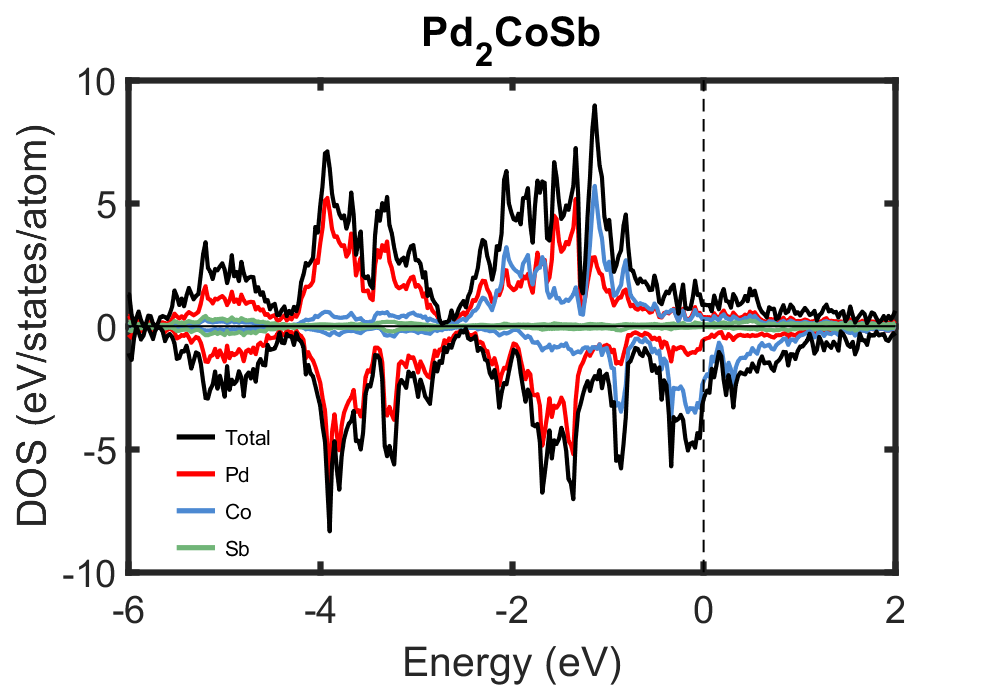 Pd₂CoSb
DOS (eV/states/atom)
10
5
0
-5
-10
Total
Pd
Co
Sb
-6 -4 -2 0 2
Energy (eV)